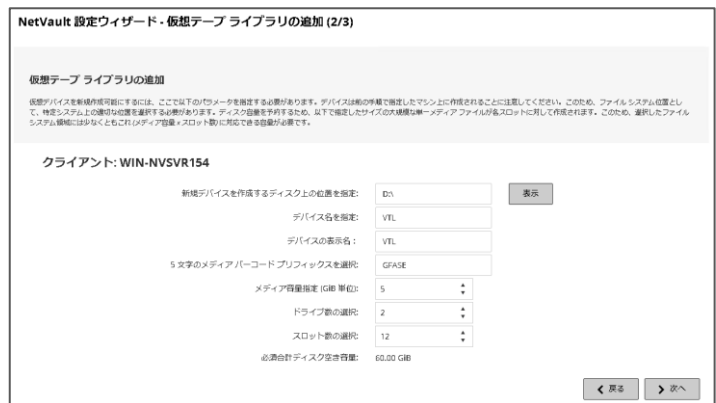 NetVault 設定ウィザード - 仮想テープ ライブラリの追加 (2/3)
仮想テープ ライブラリの追加
仮想デバイスを新規作成可能にするには、ここで以下のパラメータを指定する必要があります。デバイスは前の手順で指定したマシン上に作成されることに注意してください。このため、ファイル システム位置とし
て、特定システム上の適切な位置を選択する必要があります。ディスク容量を予約するため、以下で指定したサイズの大規模な単一メディア ファイルが各スロットに対して作成されます。このため、選択したファイル
システム領域には少なくともこれ (メディア容量 x スロット数) に対応できる容量が必要です。
クライアント: WIN-NVSVR154
新規デバイスを作成するディスク上の位置を指定: D:\ 表示
デバイス名を指定: VTL
デバイスの表示名 : VTL
5 文字のメディア バーコード プリフィックスを選択: GFASE
メディア容量指定 (GiB 単位): 5
ドライブ数の選択: 2
スロット数の選択: 12
必須合計ディスク空き容量: 60.00 GiB
戻る 次へ